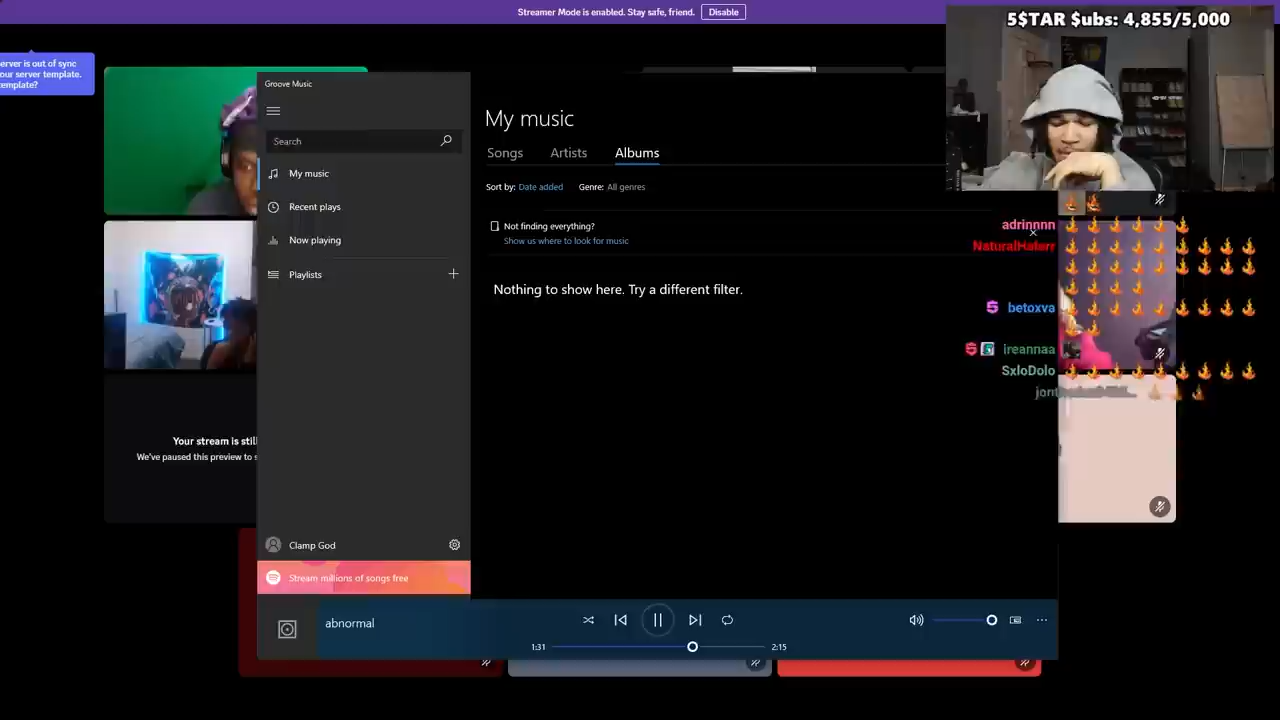 Streamer Mode is enabled. Stay safe, friend. Disable
5$TAR $ubs: 4,855/5,000
erver is out of sync
our server template.
emplate?
Groove Music
Search
My music
Recent plays
Now playing
Playlists
My music
Songs Artists Albums
Sort by: Date added Genre: All genres
Not finding everything?
Show us where to look for music
Nothing to show here. Try a different filter.
adrinnnn
betoxva
ireannaa
SxloDolo
Your stream is still
We've paused this preview to s
Clamp God
Stream millions of songs free
abnormal
1:31 2:15